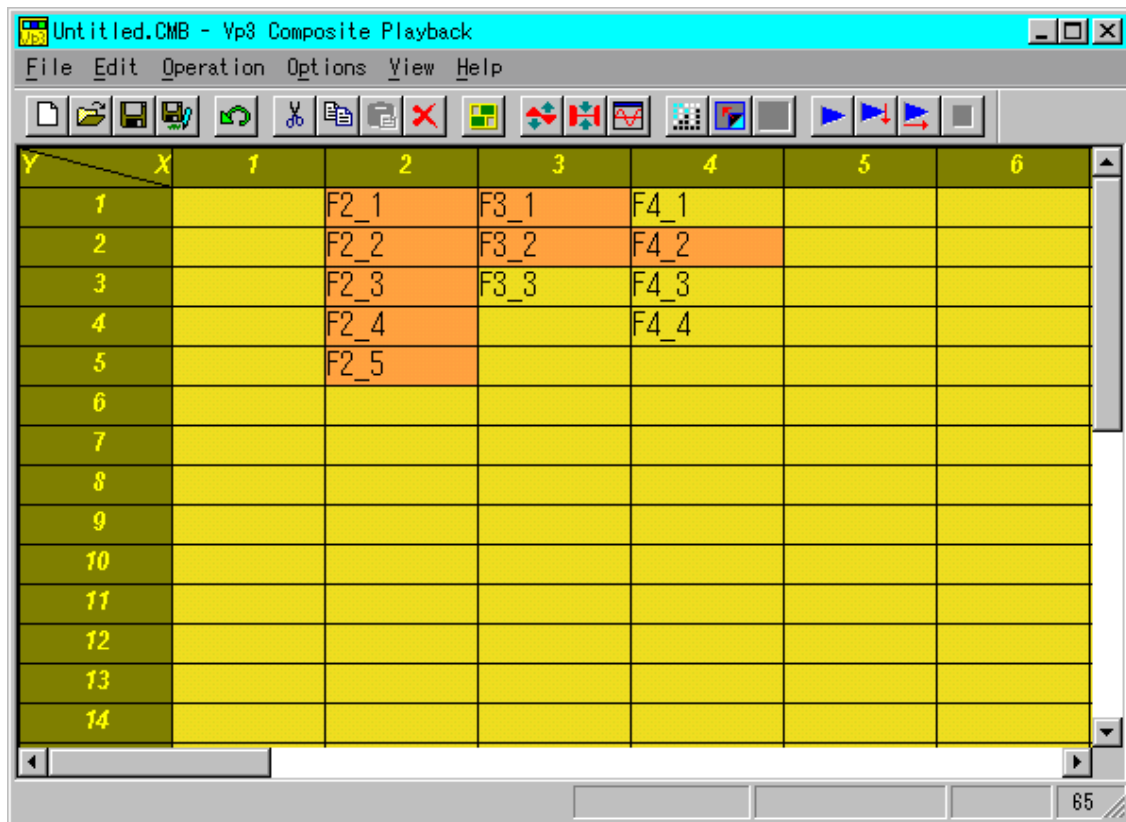 Vp3 Untitled.CMB - Vp3 Composite Playback
File Edit Operation Options View Help
Y X 1 2 3 4 5 6
1 F2_1 F3_1 F4_1
2 F2_2 F3_2 F4_2
3 F2_3 F3_3 F4_3
4 F2_4 F4_4
5 F2_5
6
7
8
9
10
11
12
13
14
65